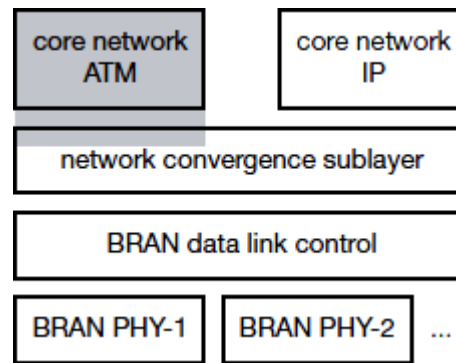 core network
ATM
core network
IP
network convergence sublayer
BRAN data link control
BRAN PHY-1
BRAN PHY-2
...